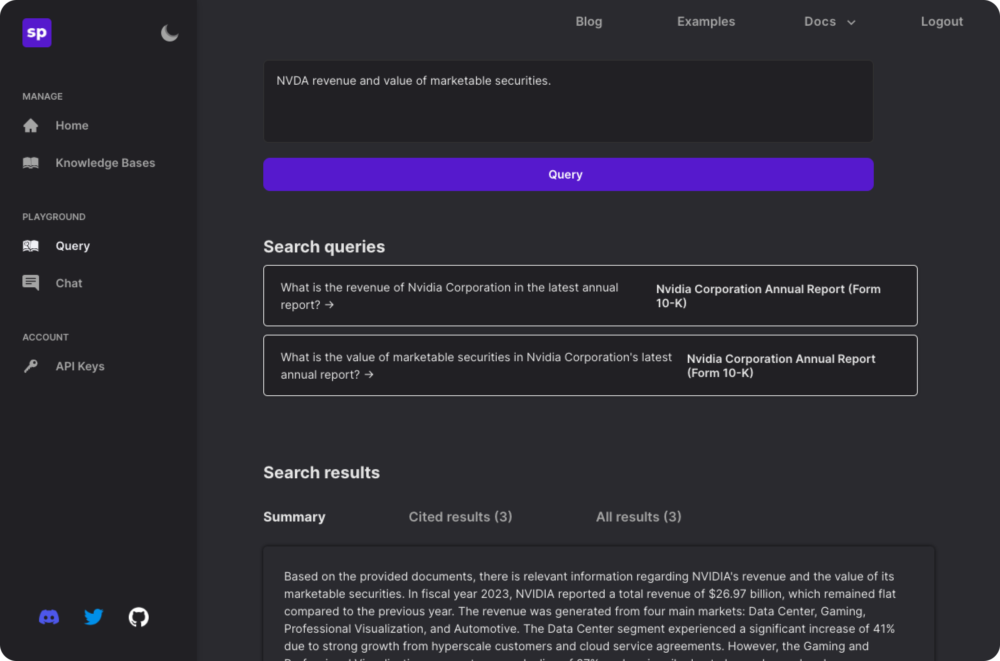 sp
Blog
Examples
Docs
Logout
MANAGE
Home
Knowledge Bases
PLAYGROUND
Query
Chat
ACCOUNT
API Keys
NVDA revenue and value of marketable securities.
Query
Search queries
What is the revenue of Nvidia Corporation in the latest annual
report? →
Nvidia Corporation Annual Report (Form
10-K)
What is the value of marketable securities in Nvidia Corporation's latest
annual report? →
Nvidia Corporation Annual Report
(Form 10-K)
Search results
Summary
Cited results (3)
All results (3)
Based on the provided documents, there is relevant information regarding NVIDIA's revenue and the value of its
marketable securities. In fiscal year 2023, NVIDIA reported a total revenue of $26.97 billion, which remained flat
compared to the previous year. The revenue was generated from four main markets: Data Center, Gaming,
Professional Visualization, and Automotive. The Data Center segment experienced a significant increase of 41%
due to strong growth from hyperscale customers and cloud service agreements. However, the Gaming and